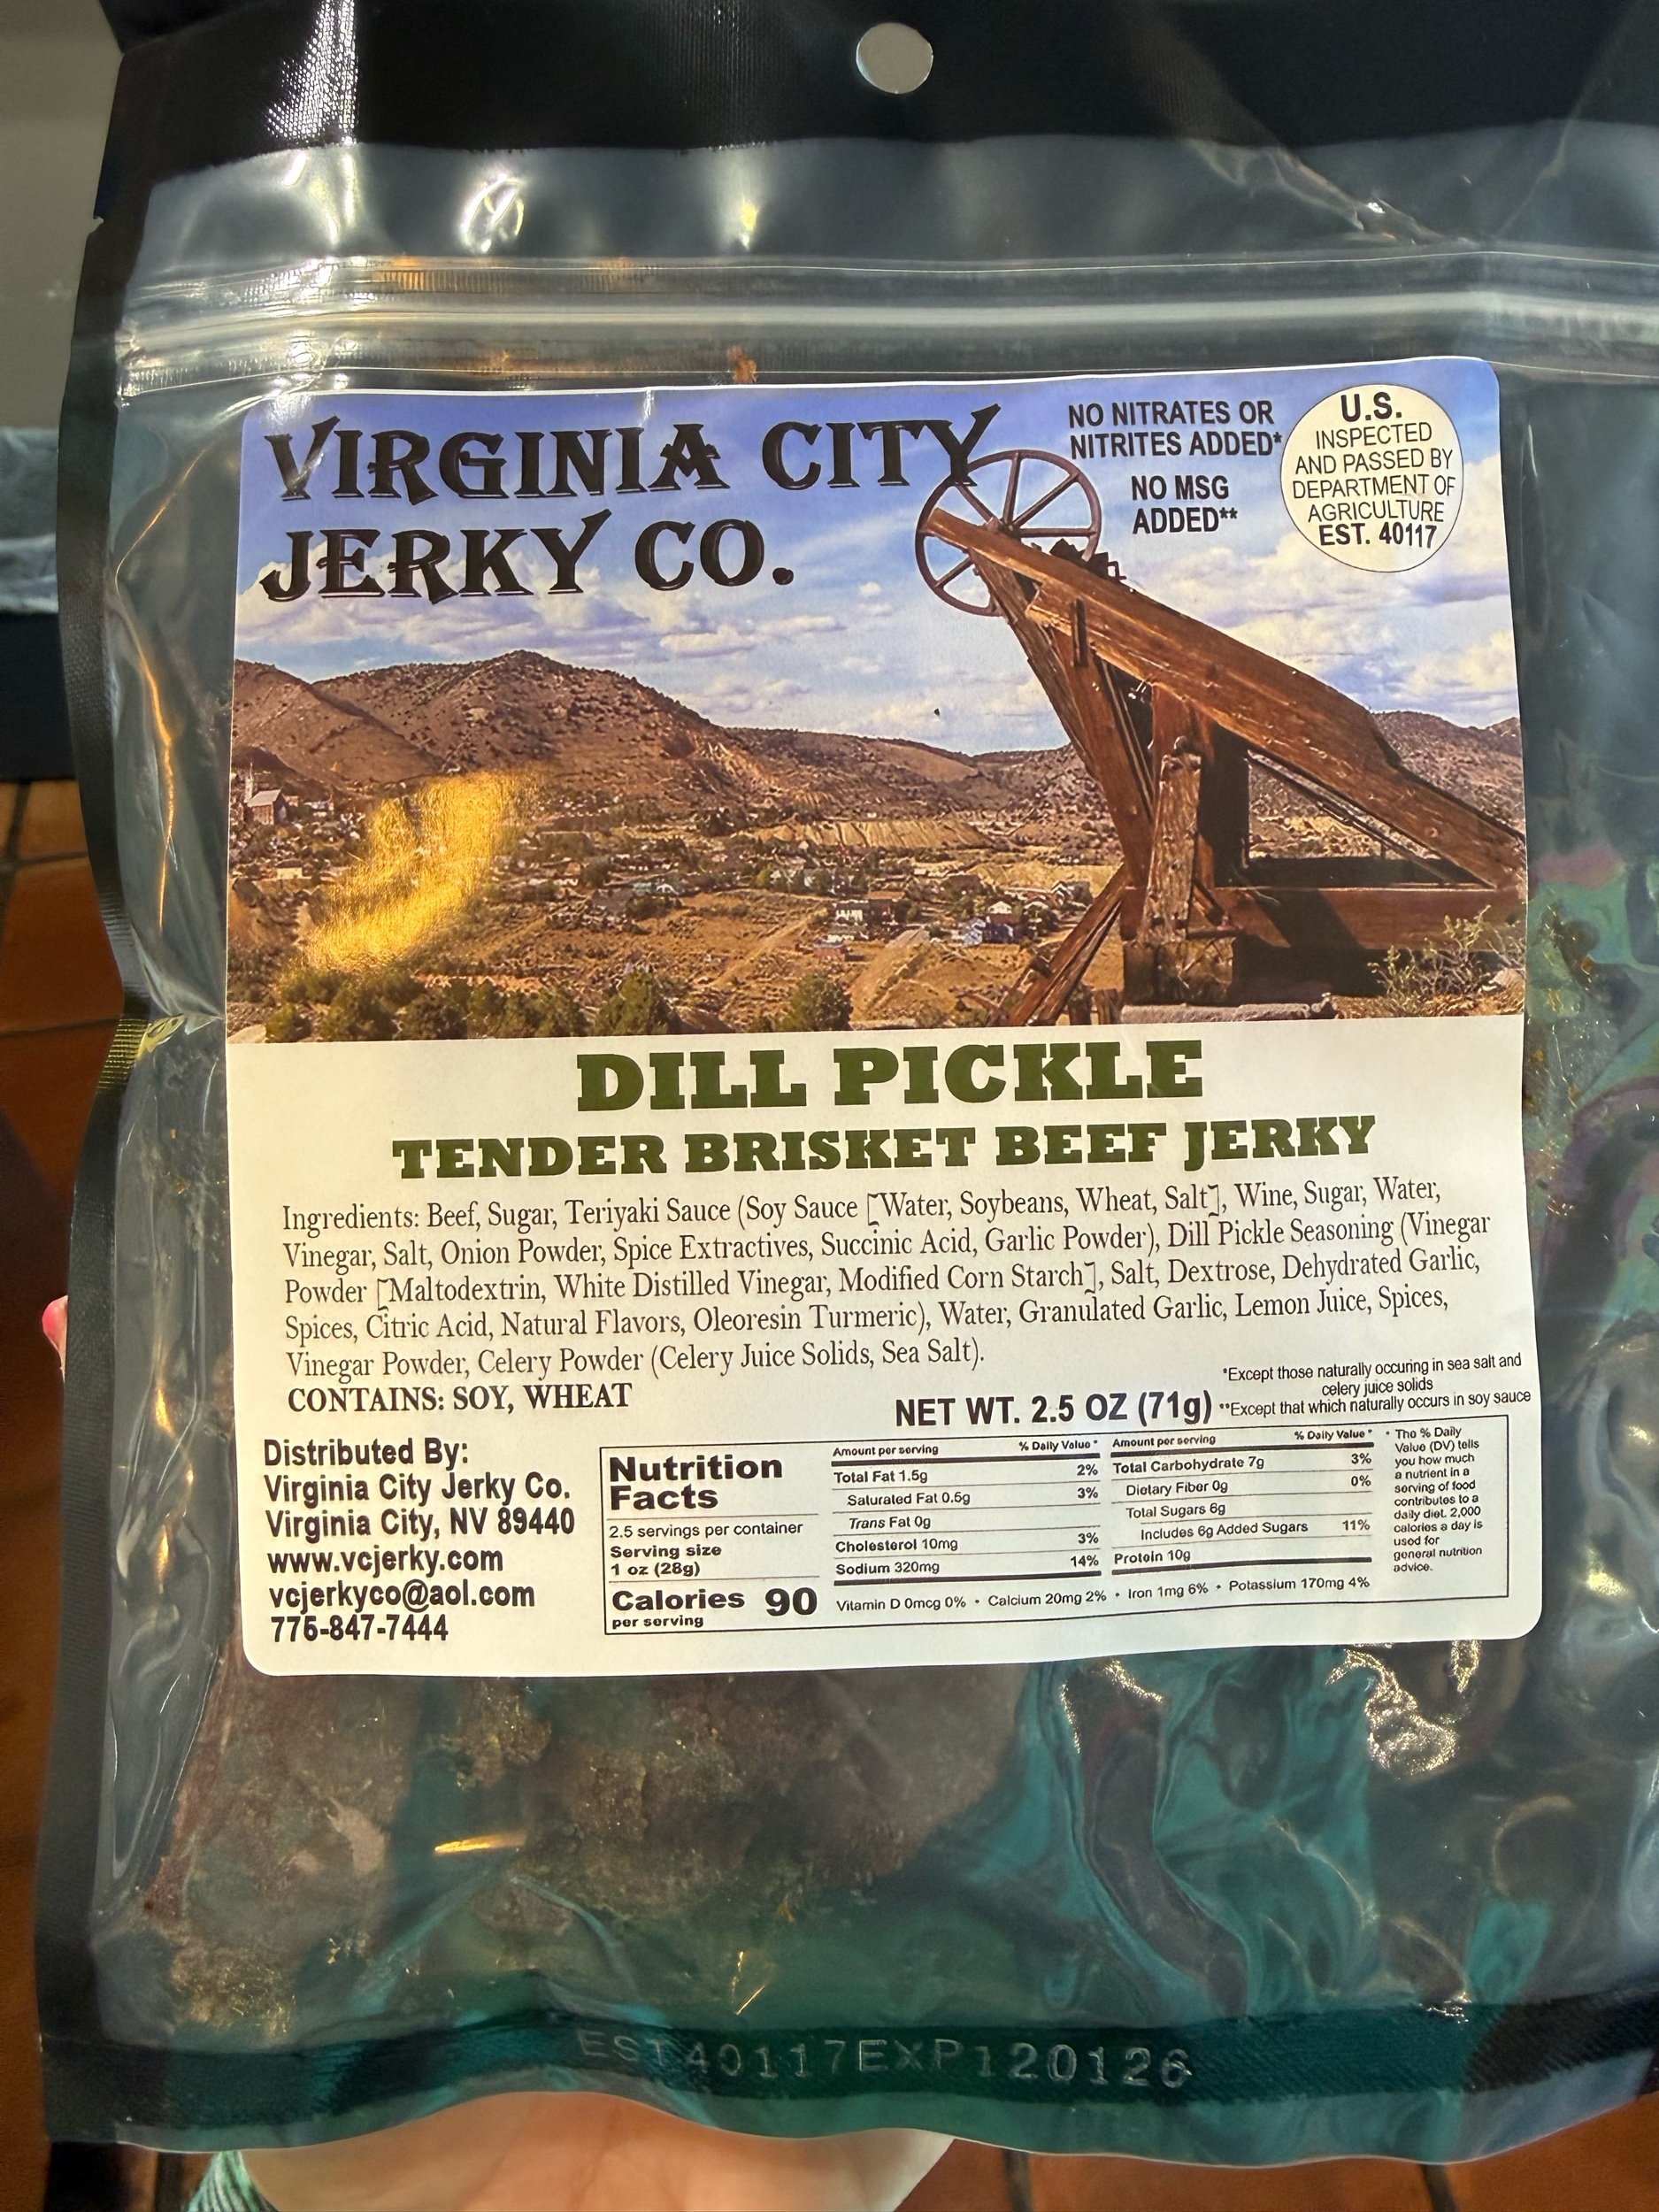 VIRGINIA CITY
JERKY CO.
NO NITRATES OR
NITRITES ADDED*
NO MSG
ADDED**
U.S.
INSPECTED
AND PASSED BY
DEPARTMENT OF
AGRICULTURE
EST. 40117
DILL PICKLE
TENDER BRISKET BEEF JERKY
Ingredients: Beef, Sugar, Teriyaki Sauce (Soy Sauce [Water, Soybeans, Wheat, Salt], Wine, Sugar, Water,
Vinegar, Salt, Onion Powder, Spice Extractives, Succinic Acid, Garlic Powder), Dill Pickle Seasoning (Vinegar
Powder [Maltodextrin, White Distilled Vinegar, Modified Corn Starch], Salt, Dextrose, Dehydrated Garlic,
Spices, Citric Acid, Natural Flavors, Oleoresin Turmeric), Water, Granulated Garlic, Lemon Juice, Spices,
Vinegar Powder, Celery Powder (Celery Juice Solids, Sea Salt).
CONTAINS: SOY, WHEAT
NET WT. 2.5 OZ (71g)
*Except those naturally occuring in sea salt and
celery juice solids
**Except that which naturally occurs in soy sauce
Distributed By:
Virginia City Jerky Co.
Virginia City, NV 89440
www.vcjerky.com
vcjerkyco@aol.com
775-847-7444
Nutrition
Facts
2.5 servings per container
Serving size
1 oz (28g)
Calories 90
per serving
Amount per serving % Daily Value*
Total Fat 1.5g 2%
Saturated Fat 0.5g 3%
Trans Fat 0g
Cholesterol 10mg 3%
Sodium 320mg 14%
Amount per serving % Daily Value*
Total Carbohydrate 7g 3%
Dietary Fiber 0g 0%
Total Sugars 6g
Includes 6g Added Sugars 11%
Protein 10g
Vitamin D 0mcg 0% • Calcium 20mg 2% • Iron 1mg 6% • Potassium 170mg 4%
* The % Daily
Value (DV) tells
you how much
a nutrient in a
serving of food
contributes to a
daily diet. 2,000
calories a day is
used for
general nutrition
advice.
EST40117EXP120126